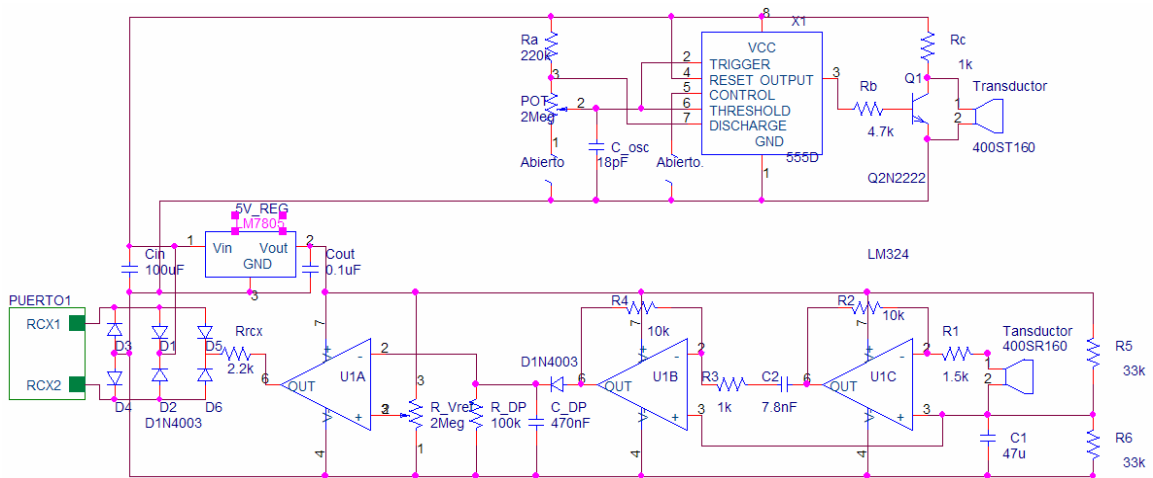 X1
8
Ra
220k
VCC
Rc
1k
2
TRIGGER
4
RESET OUTPUT
3
5
CONTROL
6
THRESHOLD
7
DISCHARGE
GND
555D
1
3
POT
2Meg
2
1
C_osc
18pF
Abierto
Abierto.
Rb
4.7k
Q1
Transductor
1
2
400ST160
Q2N2222
5V_REG
LM7805
1
Vin
Vout
2
GND
3
Cin
100uF
Cout
0.1uF
LM324
PUERTO1
RCX1
RCX2
D3
D1
D5
D4
D2
D6
D1N4003
Rrcx
2.2k
7
V+
2
-
6
OUT
U1A
+
V-
4
3
R_Vref
2Meg
1
R_DP
100k
C_DP
470nF
D1N4003
R4
10k
7
V+
2
-
6
OUT
U1B
+
3
V-
4
R3
1k
C2
7.8nF
R2
10k
7
V+
2
-
6
OUT
U1C
+
3
V-
4
R1
1.5k
Tansductor
400SR160
1
2
C1
47u
R5
33k
R6
33k